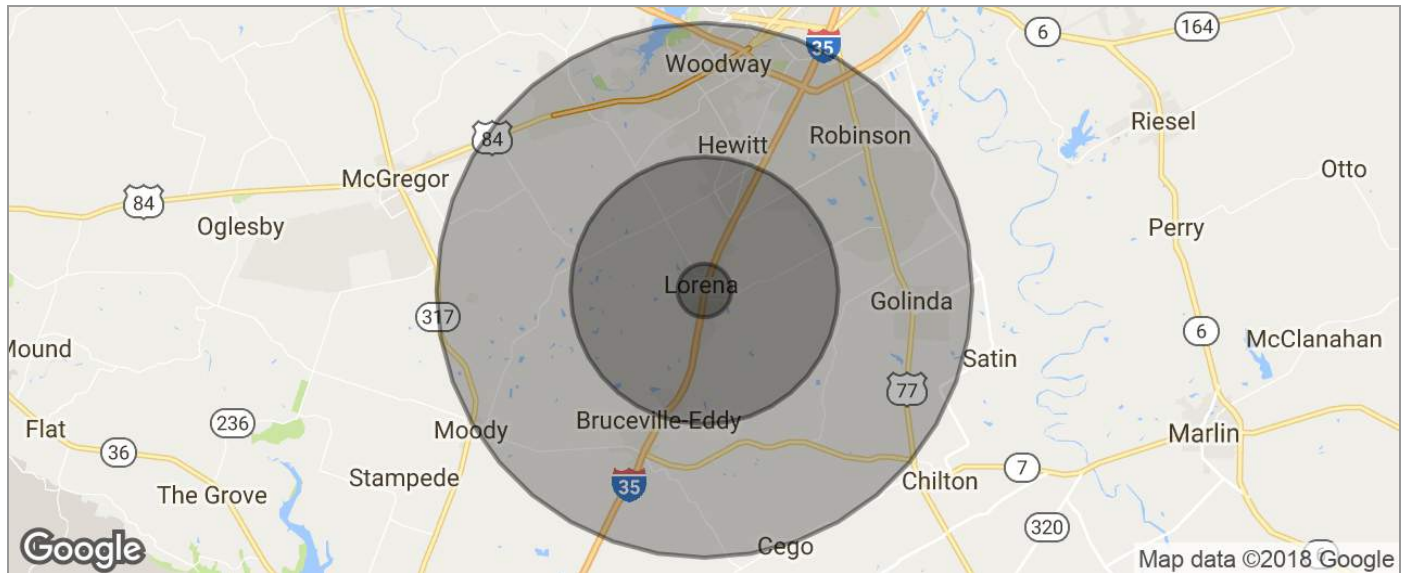 6
164
35
Woodway
Riesel
84
Hewitt
Robinson
McGregor
Otto
84
Oglesby
Perry
Lorena
Golinda
317
6
McClanahan
Mound
Satin
77
236
Bruceville-Eddy
Flat
Moody
Marlin
36
Stampede
7
Chilton
35
The Grove
320
Cego
Google
Map data ©2018 Google
6